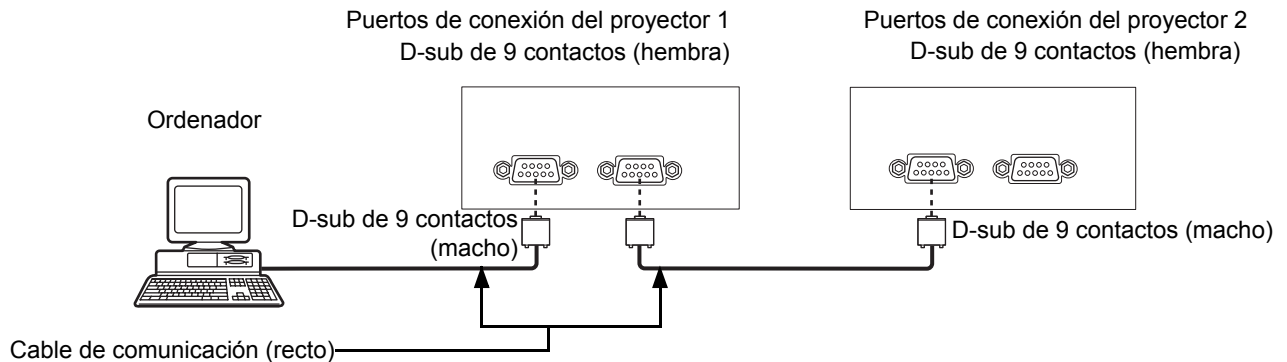 Puertos de conexión del proyector 1
D-sub de 9 contactos (hembra)
Puertos de conexión del proyector 2
D-sub de 9 contactos (hembra)
Ordenador
D-sub de 9 contactos
(macho)
D-sub de 9 contactos (macho)
Cable de comunicación (recto)